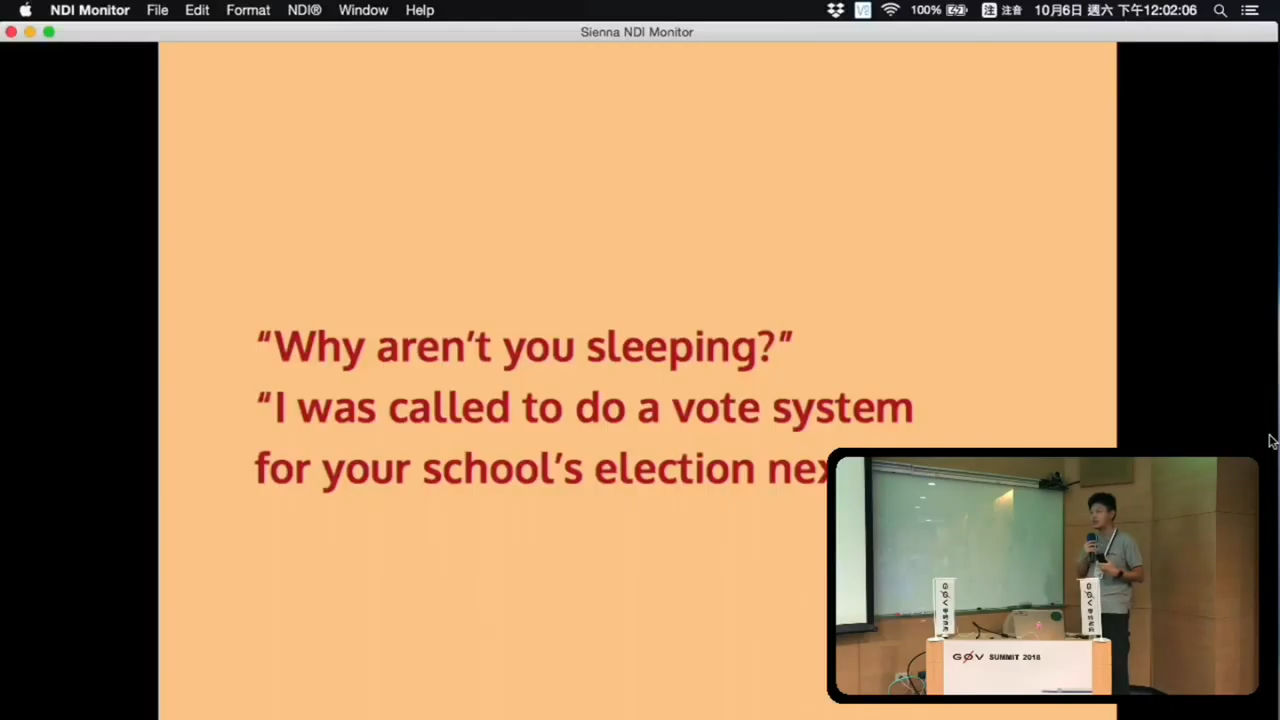 NDI Monitor File Edit Format NDI® Window Help 100% 注 注音 10月6日 週六 下午12:02:06
Sienna NDI Monitor
“Why aren’t you sleeping?”
“I was called to do a vote system
for your school’s election
GØV SUMMIT 2018